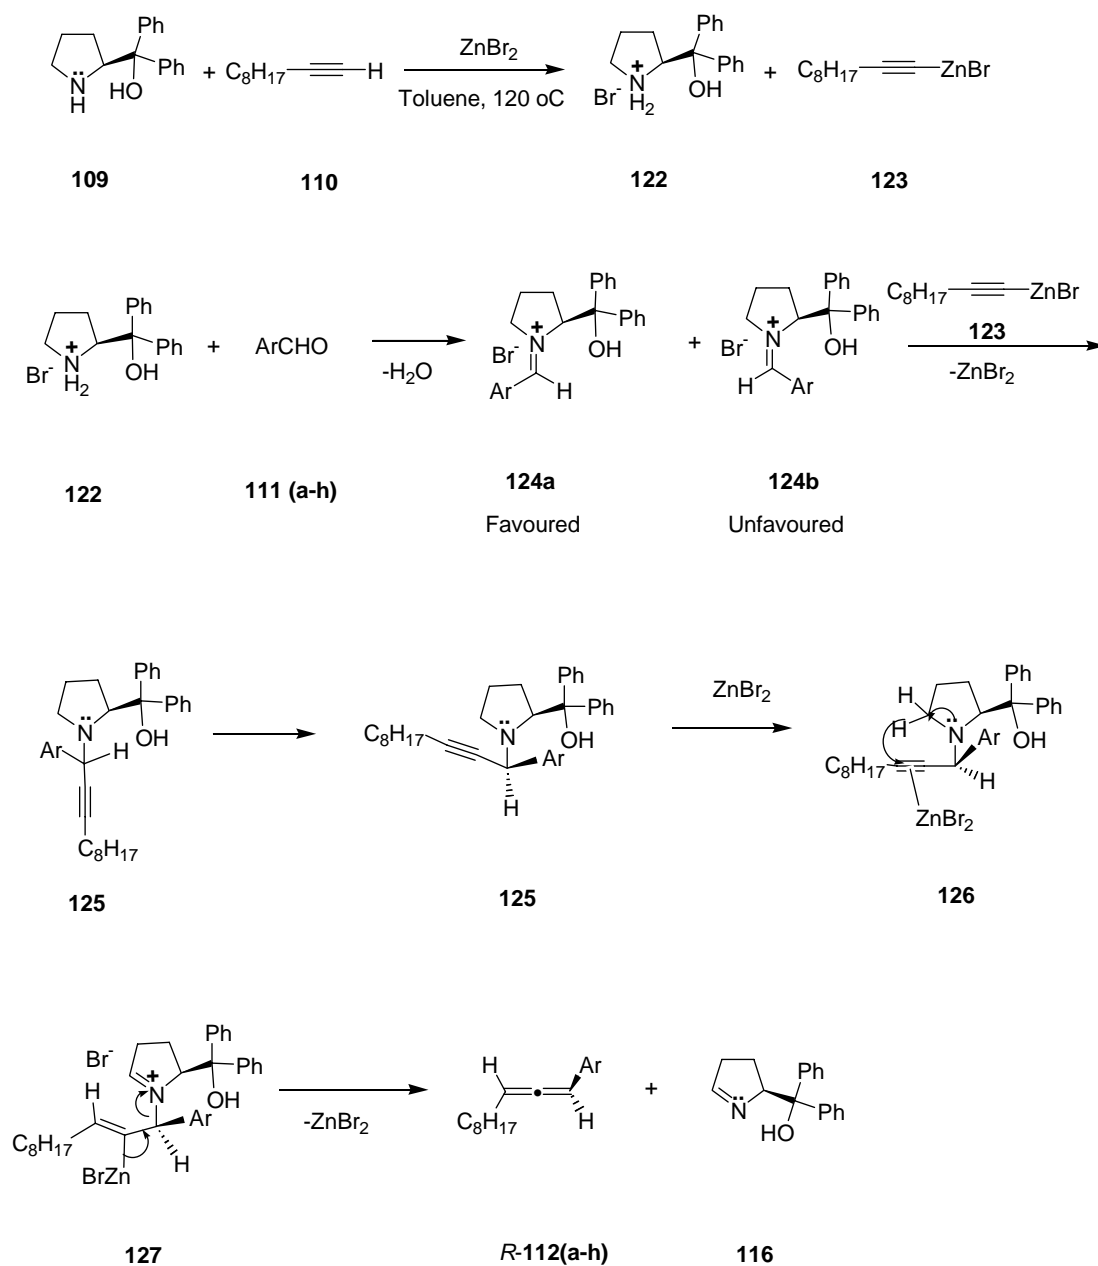 Ph
Ph
N
H
HO
+
C8H17
H
ZnBr2
Toluene, 120 oC
Ph
Ph
+
N
H2
OH
Br-
+
C8H17
ZnBr
109
110
122
123
Ph
Ph
+
N
H2
OH
Br-
+
ArCHO
-H2O
Ph
Ph
+
N
OH
Br-
Ar
H
+
Ph
Ph
+
N
OH
Br-
H
Ar
C8H17
ZnBr
123
-ZnBr2
122
111 (a-h)
124a
124b
Favoured
Unfavoured
Ph
Ph
N
OH
Ar
H
C8H17
125
Ph
Ph
N
OH
C8H17
Ar
H
125
ZnBr2
Ph
Ph
H
H
N
Ar
OH
C8H17
H
ZnBr2
126
Ph
Ph
Br-
+
N
OH
H
Ar
C8H17
H
BrZn
127
-ZnBr2
H
Ar
C8H17
H
R-112(a-h)
+
Ph
Ph
N
HO
116